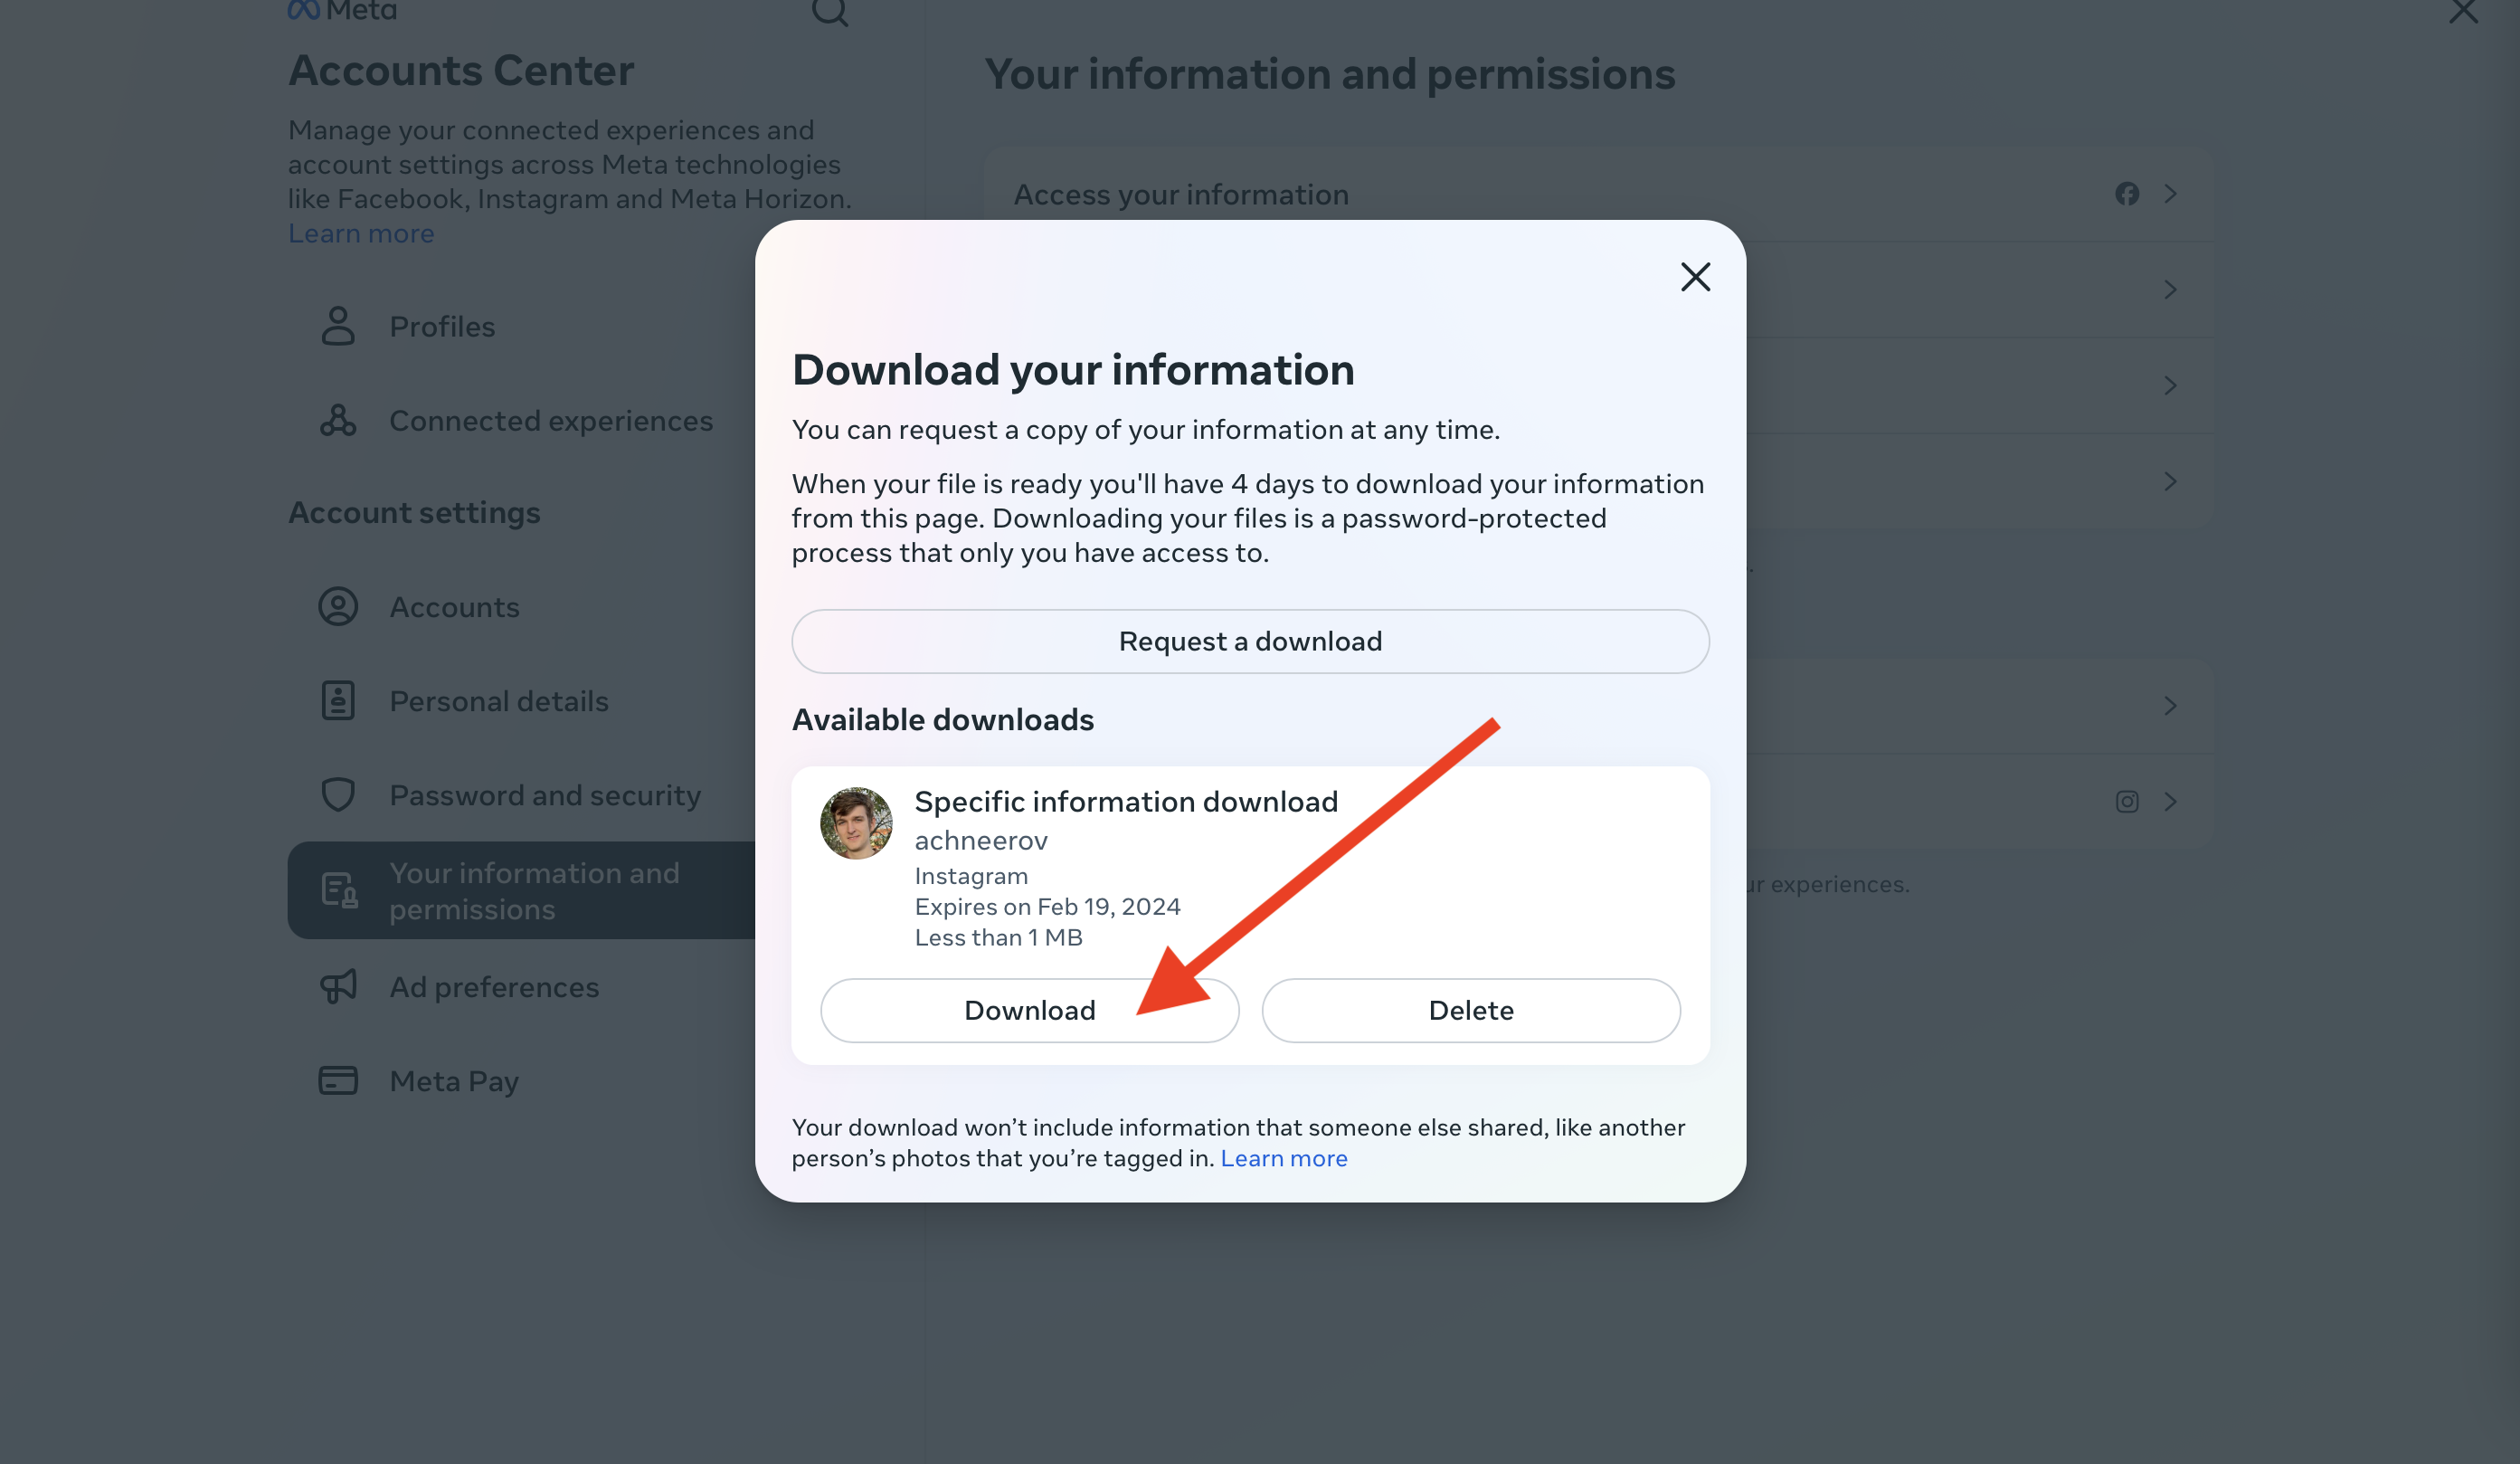 Meta
Accounts Center
Manage your connected experiences and
account settings across Meta technologies
like Facebook, Instagram and Meta Horizon.
Learn more
Profiles
Connected experiences
Account settings
Accounts
Personal details
Password and security
Your information and
permissions
Ad preferences
Meta Pay
Your information and permissions
Access your information
.
ur experiences.
Download your information
You can request a copy of your information at any time.
When your file is ready you'll have 4 days to download your information
from this page. Downloading your files is a password-protected
process that only you have access to.
Request a download
Available downloads
Specific information download
achneerov
Instagram
Expires on Feb 19, 2024
Less than 1 MB
Download
Delete
Your download won’t include information that someone else shared, like another
person’s photos that you’re tagged in. Learn more